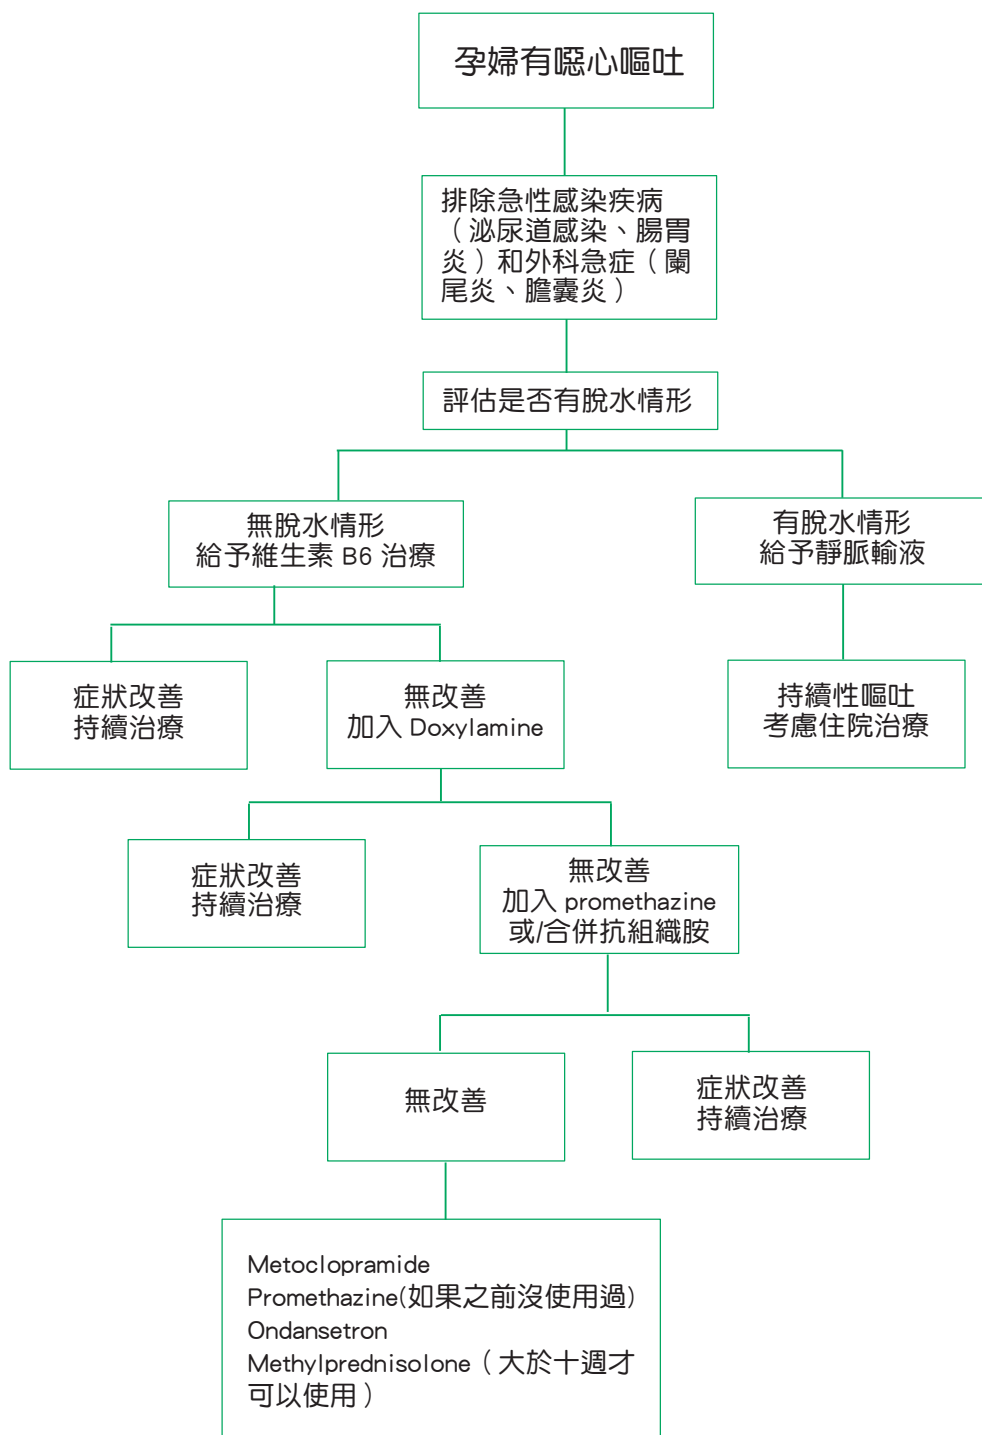 孕婦有噁心嘔吐
排除急性感染疾病
（泌尿道感染、腸胃
炎）和外科急症（闌
尾炎、膽囊炎）
評估是否有脫水情形
無脫水情形
給予維生素 B6 治療
有脫水情形
給予靜脈輸液
症狀改善
持續治療
無改善
加入 Doxylamine
持續性嘔吐
考慮住院治療
症狀改善
持續治療
無改善
加入 promethazine
或/合併抗組織胺
無改善
症狀改善
持續治療
Metoclopramide
Promethazine(如果之前沒使用過)
Ondansetron
Methylprednisolone（大於十週才
可以使用）